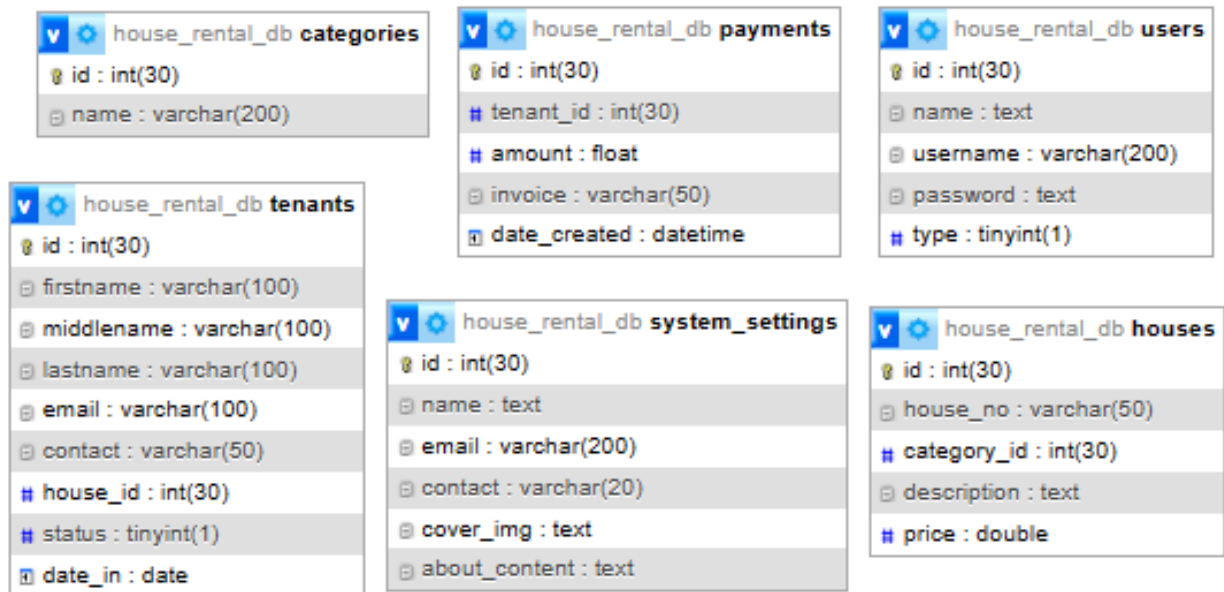 house_rental_db categories
id : int(30)
name : varchar(200)
house_rental_db payments
id : int(30)
tenant_id : int(30)
amount : float
invoice : varchar(50)
date_created : datetime
house_rental_db users
id : int(30)
name : text
username : varchar(200)
password : text
type : tinyint(1)
house_rental_db tenants
id : int(30)
firstname : varchar(100)
middlename : varchar(100)
lastname : varchar(100)
email : varchar(100)
contact : varchar(50)
house_id : int(30)
status : tinyint(1)
date_in : date
house_rental_db system_settings
id : int(30)
name : text
email : varchar(200)
contact : varchar(20)
cover_img : text
about_content : text
house_rental_db houses
id : int(30)
house_no : varchar(50)
category_id : int(30)
description : text
price : double